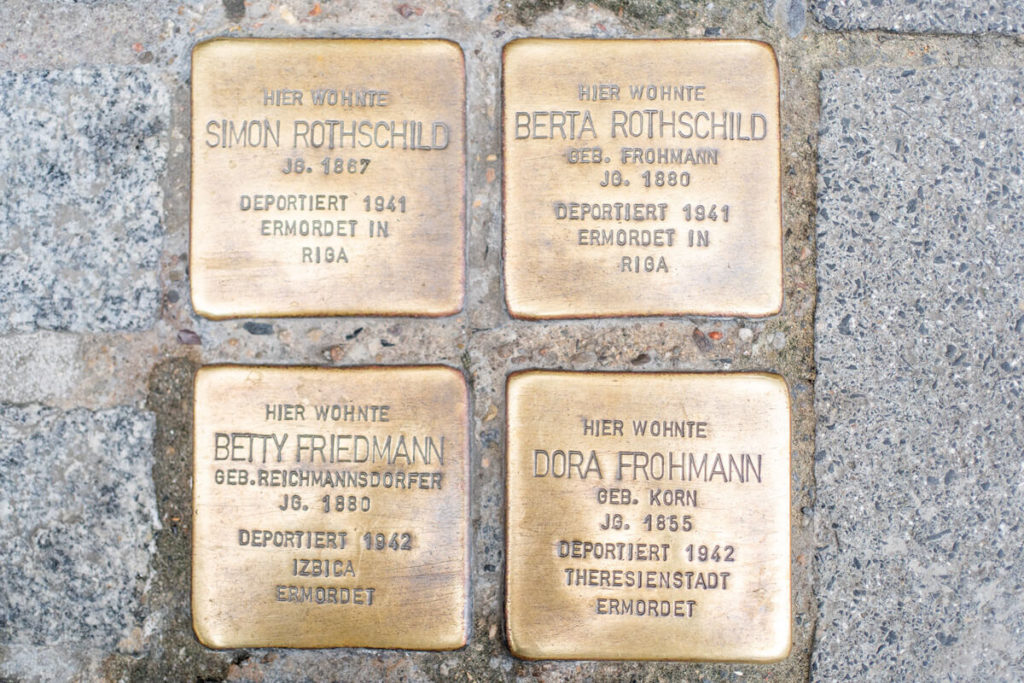 HIER WOHNTE
SIMON ROTHSCHILD
JG. 1867
DEPORTIERT 1941
ERMORDET IN
RIGA
HIER WOHNTE
BERTA ROTHSCHILD
GEB. FROHMANN
JG. 1880
DEPORTIERT 1941
ERMORDET IN
RIGA
HIER WOHNTE
BETTY FRIEDMANN
GEB.REICHMANNSDORFER
JG. 1880
DEPORTIERT 1942
IZBICA
ERMORDET
HIER WOHNTE
DORA FROHMANN
GEB. KORN
JG. 1855
DEPORTIERT 1942
THERESIENSTADT
ERMORDET